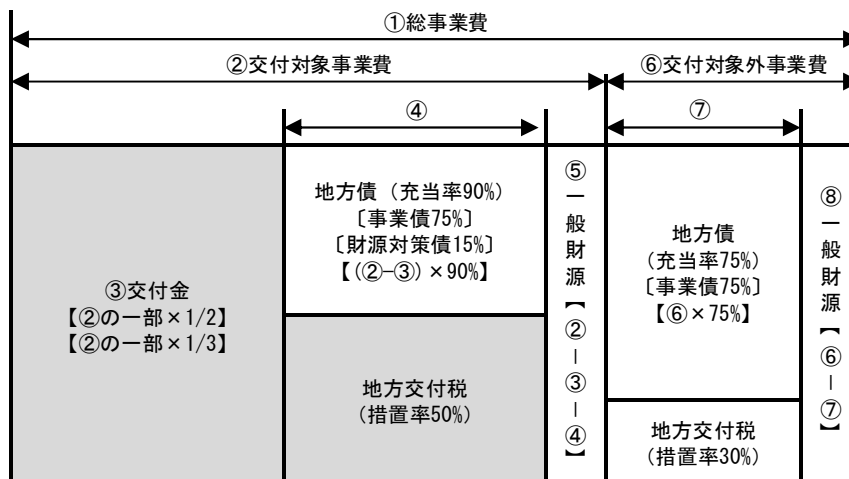 ①総事業費
②交付対象事業費
⑥交付対象外事業費
④
⑦
③交付金
【②の一部×1/2】
【②の一部×1/3】
地方債（充当率90%）
〔事業債75%〕
〔財源対策債15%〕
【(②-③)×90%】
地方交付税
(措置率50%)
⑤一般財源【②-③-④】
地方債
(充当率75%)
〔事業債75%〕
【⑥×75%】
地方交付税
(措置率30%)
⑧一般財源【⑥-⑦】